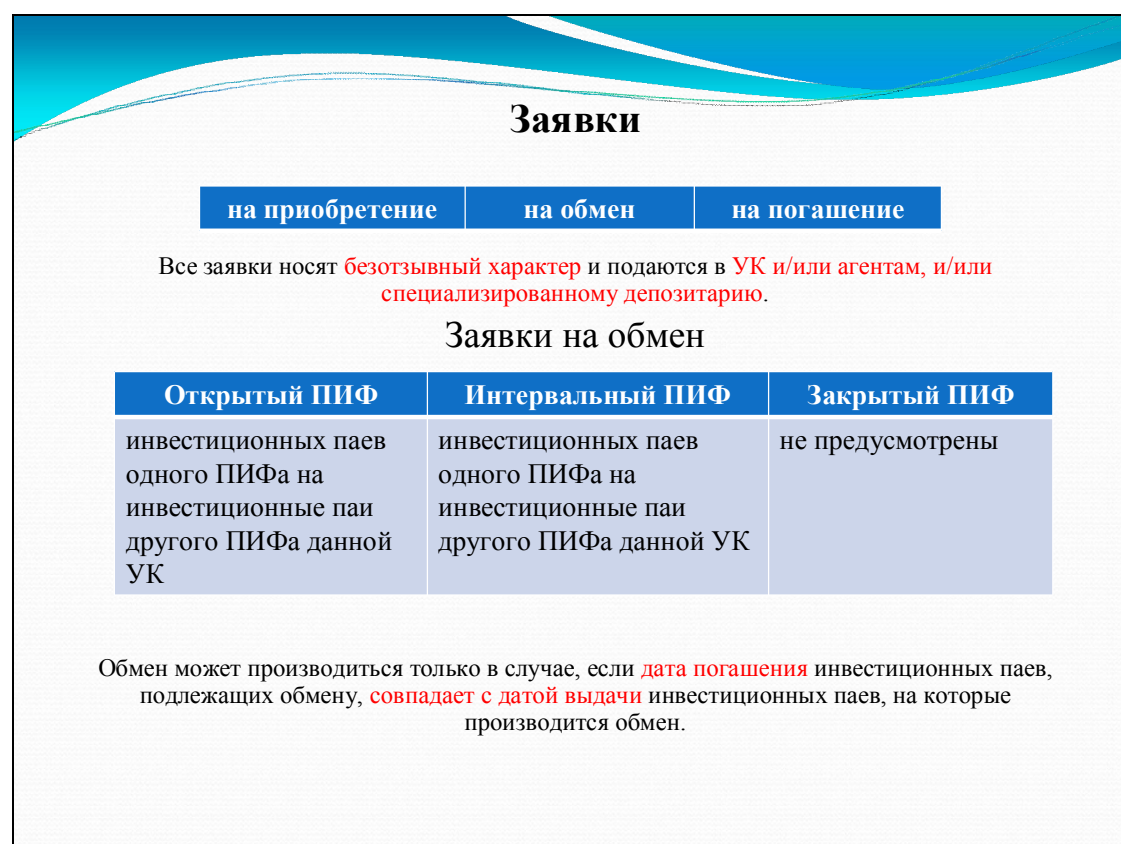 Заявки
на приобретение на обмен на погашение
Все заявки носят безотзывный характер и подаются в УК и/или агентам, и/или
специализированному депозитарию.
Заявки на обмен
Открытый ПИФ Интервальный ПИФ Закрытый ПИФ
инвестиционных паев
одного ПИФа на
инвестиционные паи
другого ПИФа данной
УК
инвестиционных паев
одного ПИФа на
инвестиционные паи
другого ПИФа данной УК
не предусмотрены
Обмен может производиться только в случае, если дата погашения инвестиционных паев,
подлежащих обмену, совпадает с датой выдачи инвестиционных паев, на которые
производится обмен.